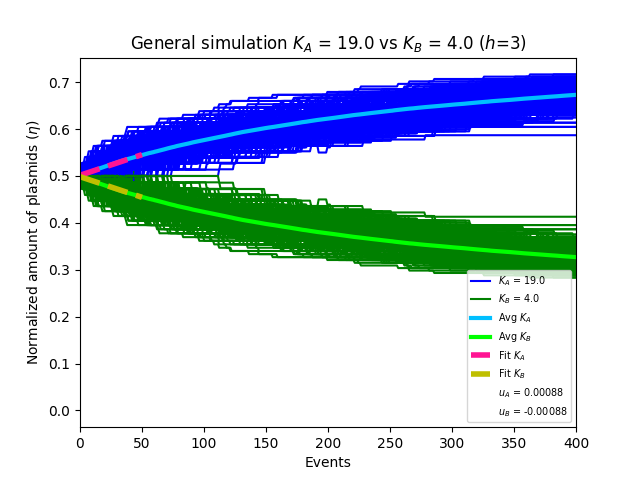 General simulation K_A = 19.0 vs K_B = 4.0 (h=3)
Normalized amount of plasmids (η)
0.7
0.6
0.5
0.4
0.3
0.2
0.1
0.0
K_A = 19.0
K_B = 4.0
Avg K_A
Avg K_B
Fit K_A
Fit K_B
u_A = 0.00088
u_B = -0.00088
0 50 100 150 200 250 300 350 400
Events